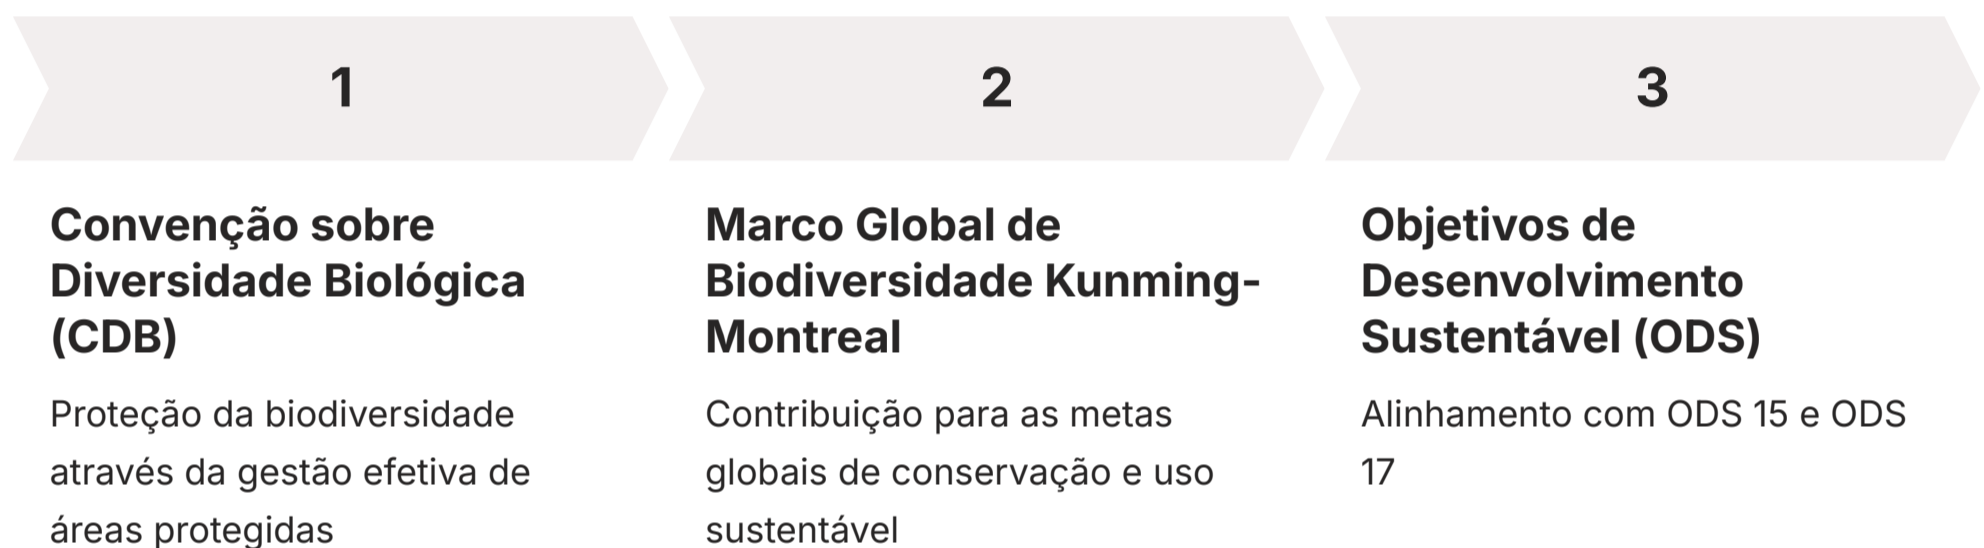 1
Convenção sobre
Diversidade Biológica
(CDB)
Proteção da biodiversidade
através da gestão efetiva de
áreas protegidas
2
Marco Global de
Biodiversidade Kunming-
Montreal
Contribuição para as metas
globais de conservação e uso
sustentável
3
Objetivos de
Desenvolvimento
Sustentável (ODS)
Alinhamento com ODS 15 e ODS
17